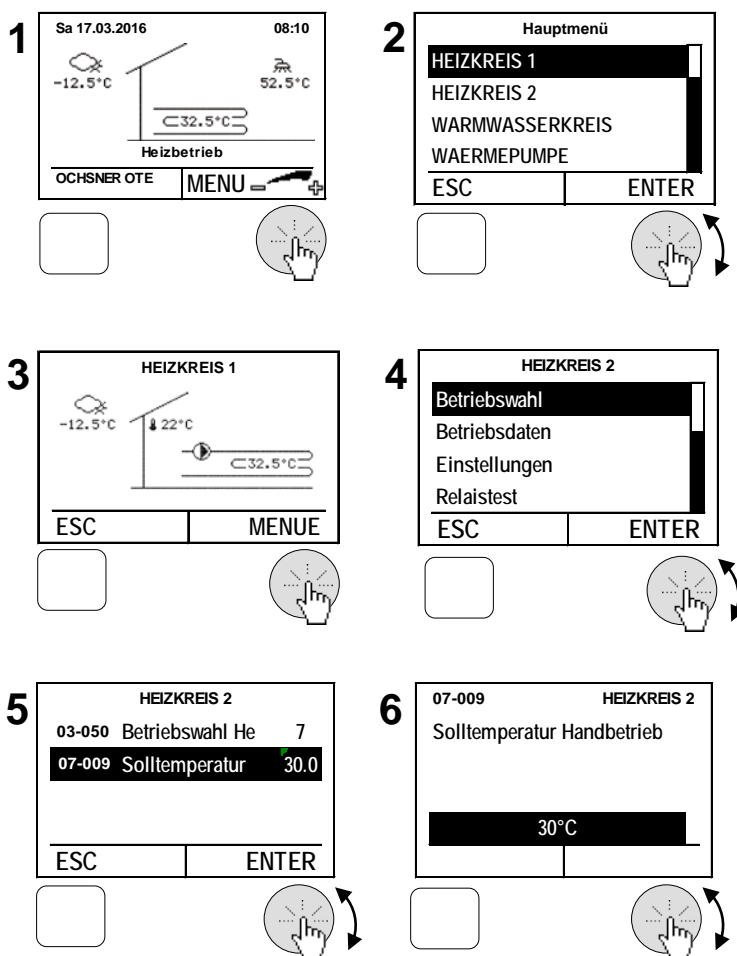 1
Sa 17.03.2016 08:10
-12.5°C 52.5°C
32.5°C
Heizbetrieb
OCHSNER OTE MENU
2
Hauptmenü
HEIZKREIS 1
HEIZKREIS 2
WARMWASSERKREIS
WAERMEPUMPE
ESC ENTER
3
HEIZKREIS 1
-12.5°C 22°C
32.5°C
ESC MENUE
4
HEIZKREIS 2
Betriebswahl
Betriebsdaten
Einstellungen
Relaistest
ESC ENTER
5
HEIZKREIS 2
03-050 Betriebswahl He 7
07-009 Solltemperatur 30.0
ESC ENTER
6
07-009 HEIZKREIS 2
Solltemperatur Handbetrieb
30°C